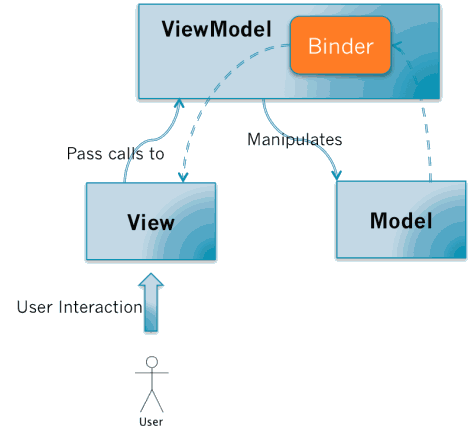 ViewModel
Binder
Pass calls to
Manipulates
View
Model
User Interaction
User